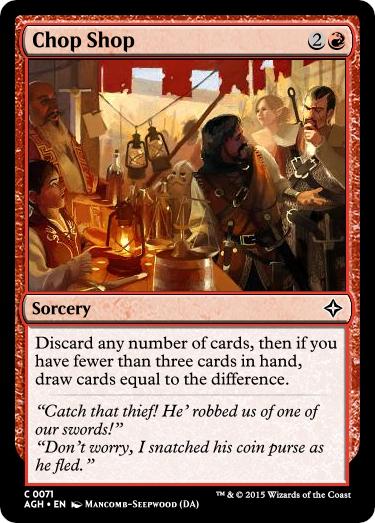 Chop Shop 2
Sorcery
Discard any number of cards, then if you
have fewer than three cards in hand,
draw cards equal to the difference.
“Catch that thief! He’ robbed us of one of
our swords!”
“Don’t worry, I snatched his coin purse as
he fled.”
C 0071
AGH • EN Mancomb-Seepwood (DA)
™ & © 2015 Wizards of the Coast